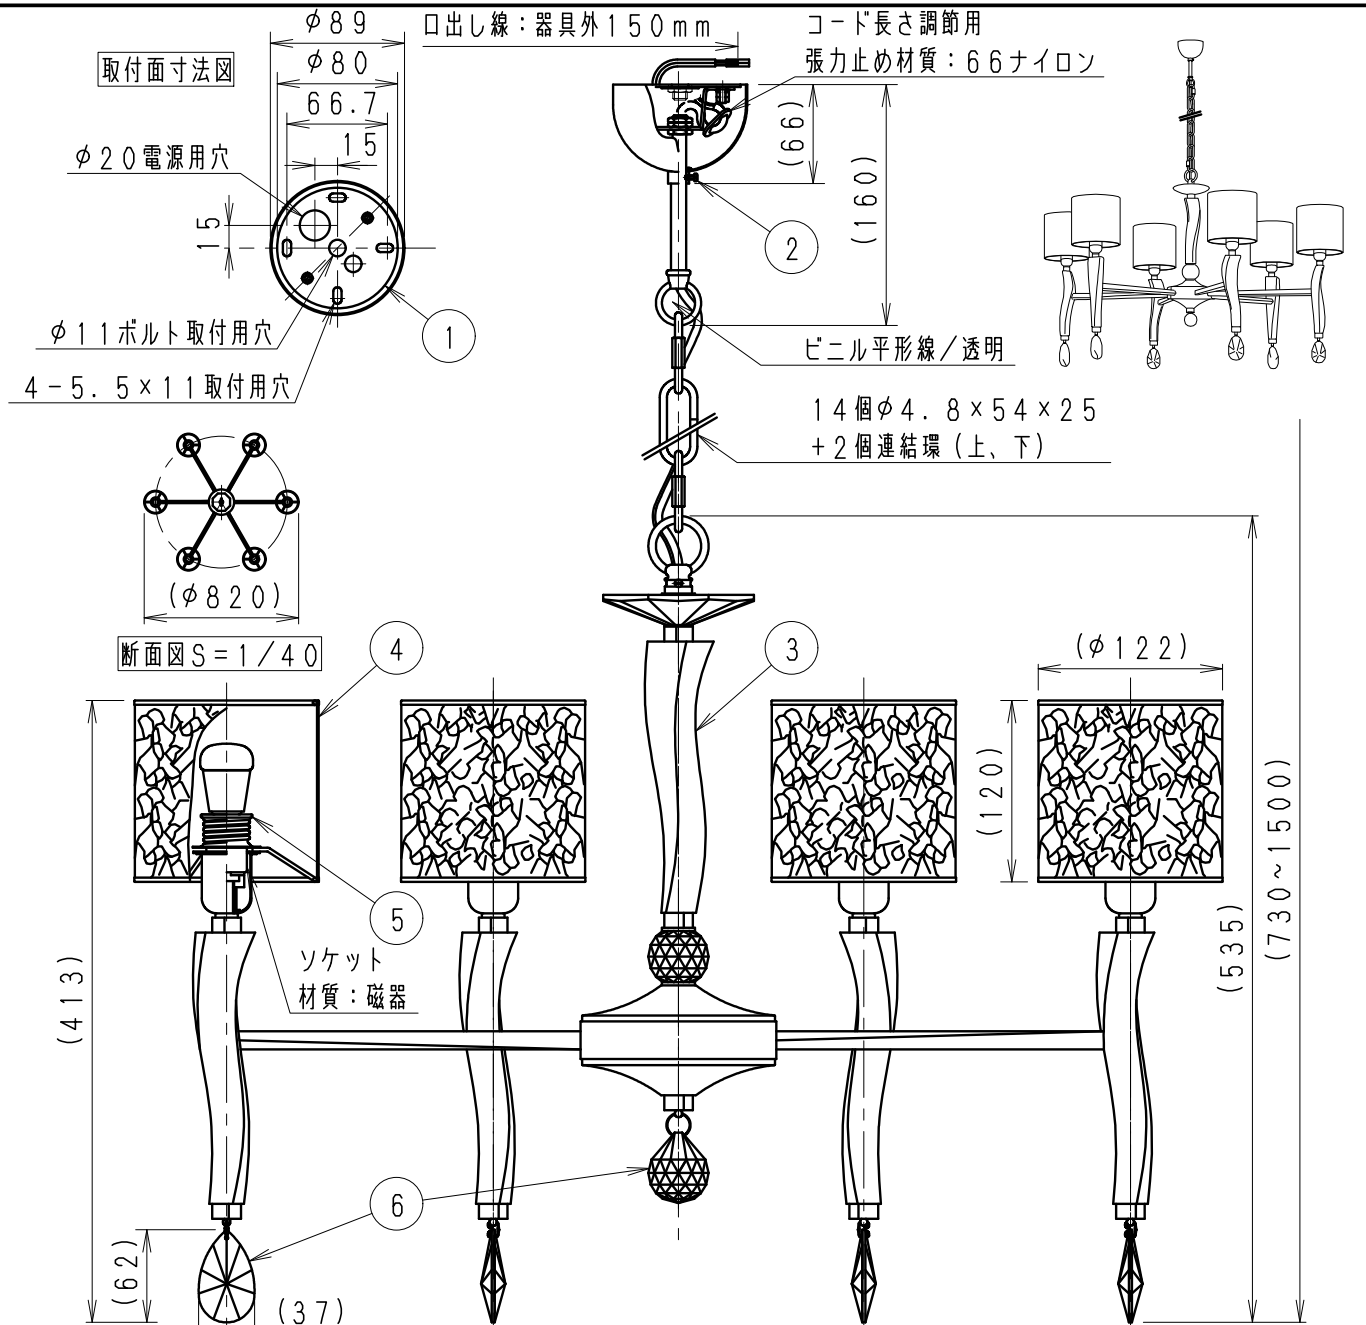 φ89
口出し線：器具外150mm
コード長さ調節用
張力止め材質：66ナイロン
取付面寸法図
φ80
66.7
15
φ20電源用穴
15
(66)
(160)
2
1
φ11ボルト取付用穴
4-5.5×11取付用穴
ビニル平形線/透明
14個φ4.8×54×25
+2個連結環(上、下)
(φ820)
断面図S=1/40
4
3
(φ122)
(120)
(730~1500)
5
(535)
ソケット
材質：磁器
(413)
6
(62)
(37)